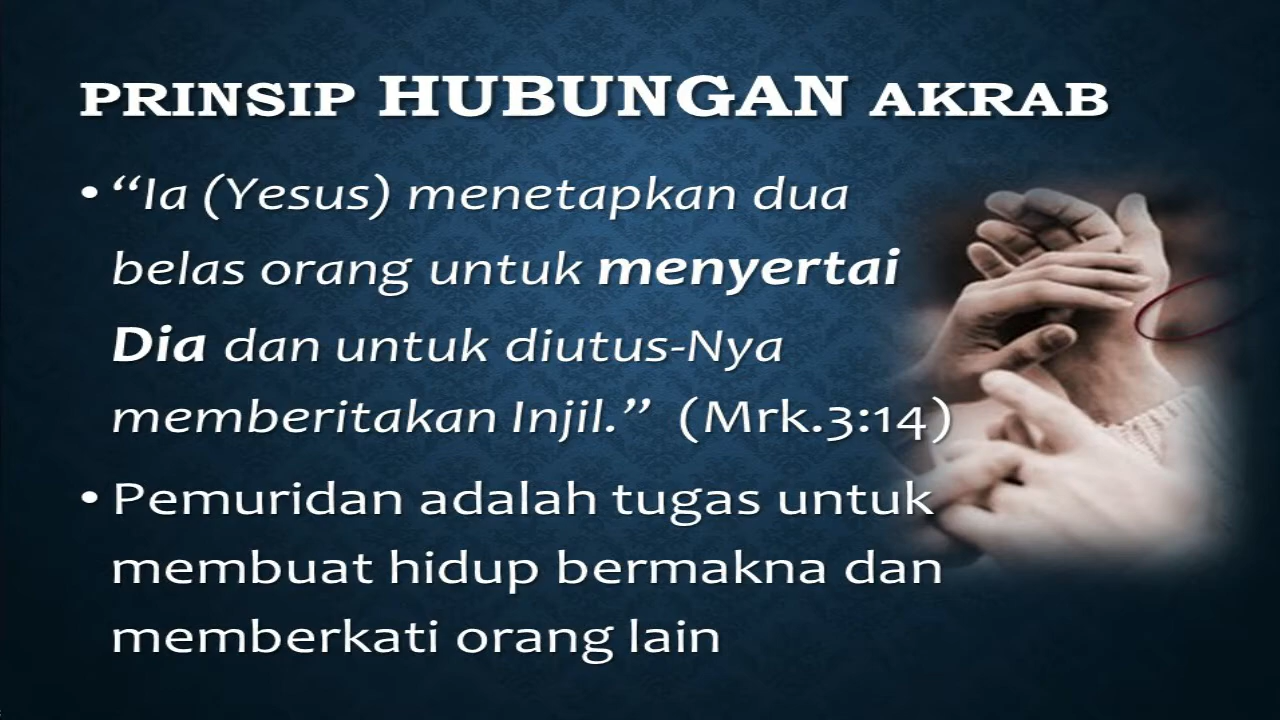 PRINSIP HUBUNGAN AKRAB
• “Ia (Yesus) menetapkan dua
belas orang untuk menyertai
Dia dan untuk diutus-Nya
memberitakan Injil.” (Mrk.3:14)
• Pemuridan adalah tugas untuk
membuat hidup bermakna dan
memberkati orang lain